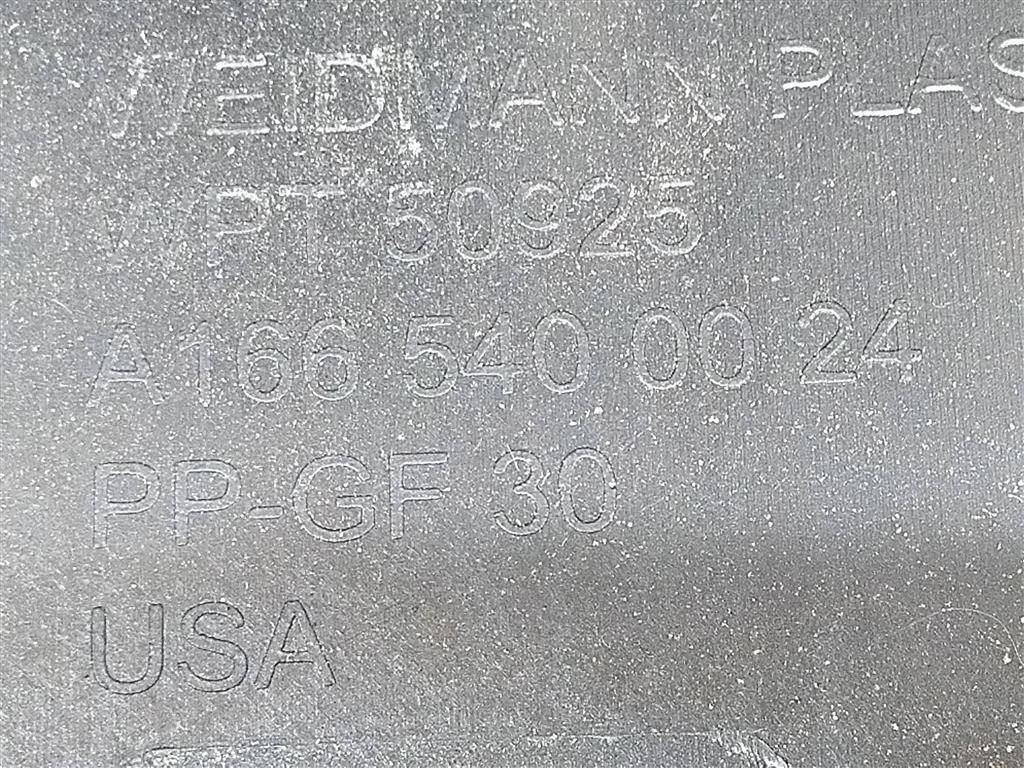 WEIDMANN PLAS
WPT 50925
A 166 540 00 24
PP-GF 30
USA